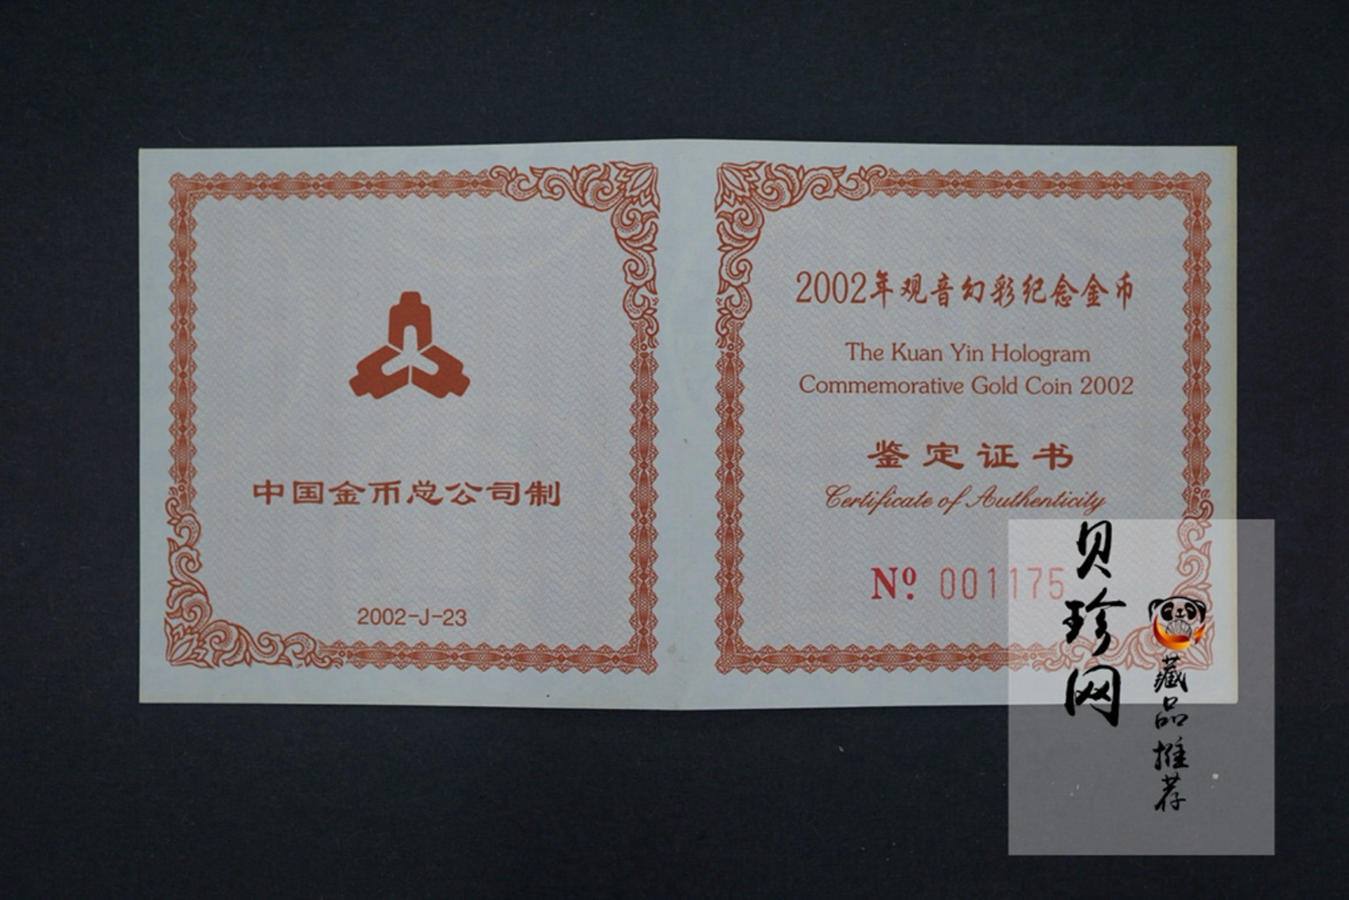 中国金币总公司制
2002-J-23
2002年观音幻彩纪念金币
The Kuan Yin Hologram
Commemorative Gold Coin 2002
鉴定证书
Certificate of Authenticity
Nº 001175
贝珍网
藏品推荐